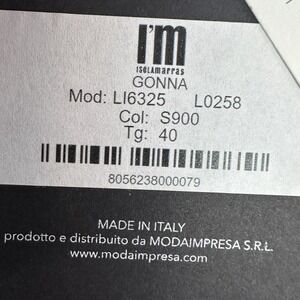 I'm
ISOLAMARRAS
GONNA
Mod: LI6325 L0258
Col: S900
Tg: 40
8056238000079
MADE IN ITALY
prodotto e distribuito da MODAIMPRESA S.R.L.
www.modaimpresa.com